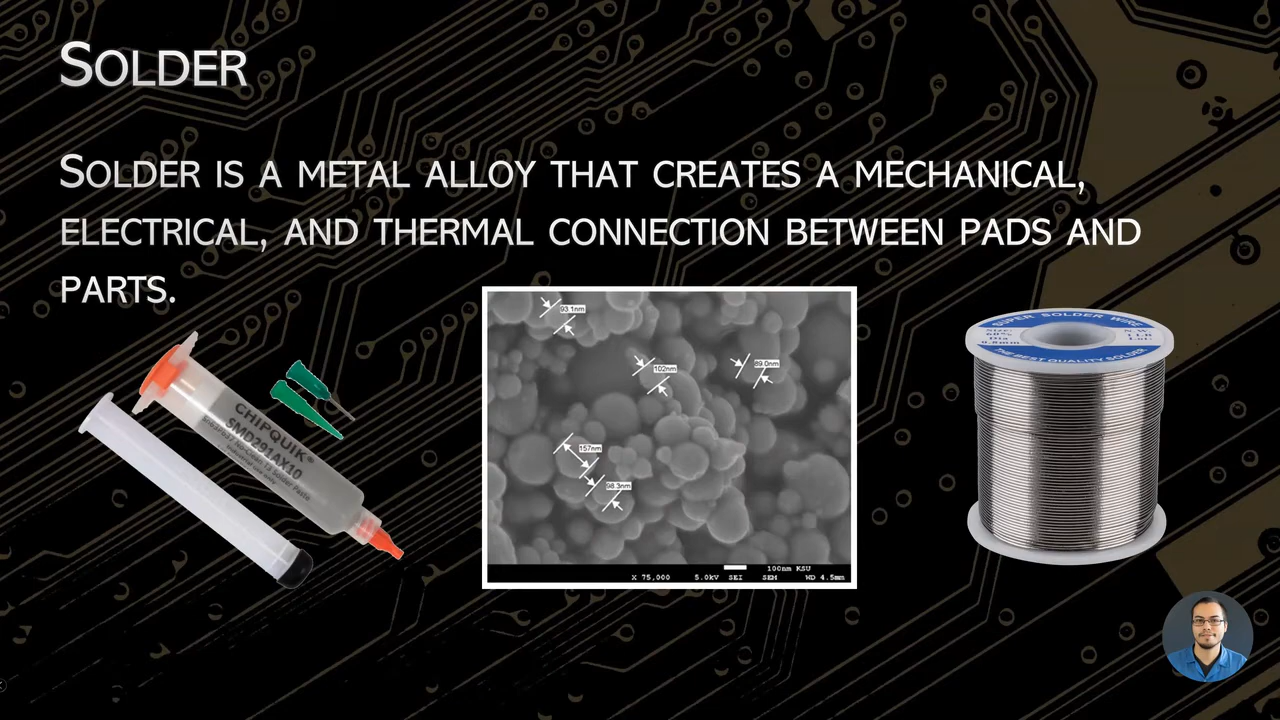 SOLDER
SOLDER IS A METAL ALLOY THAT CREATES A MECHANICAL,
ELECTRICAL, AND THERMAL CONNECTION BETWEEN PADS AND
PARTS.
CHIPQUIK®
SMD291AX10
93.1nm
102nm
89.0nm
157nm
98.3nm
100nm KSU
X 75,000 5.0kV SEI SEM WD 4.5mm
SUPER SOLDER WIRE
THE BEST QUALITY SOLDER